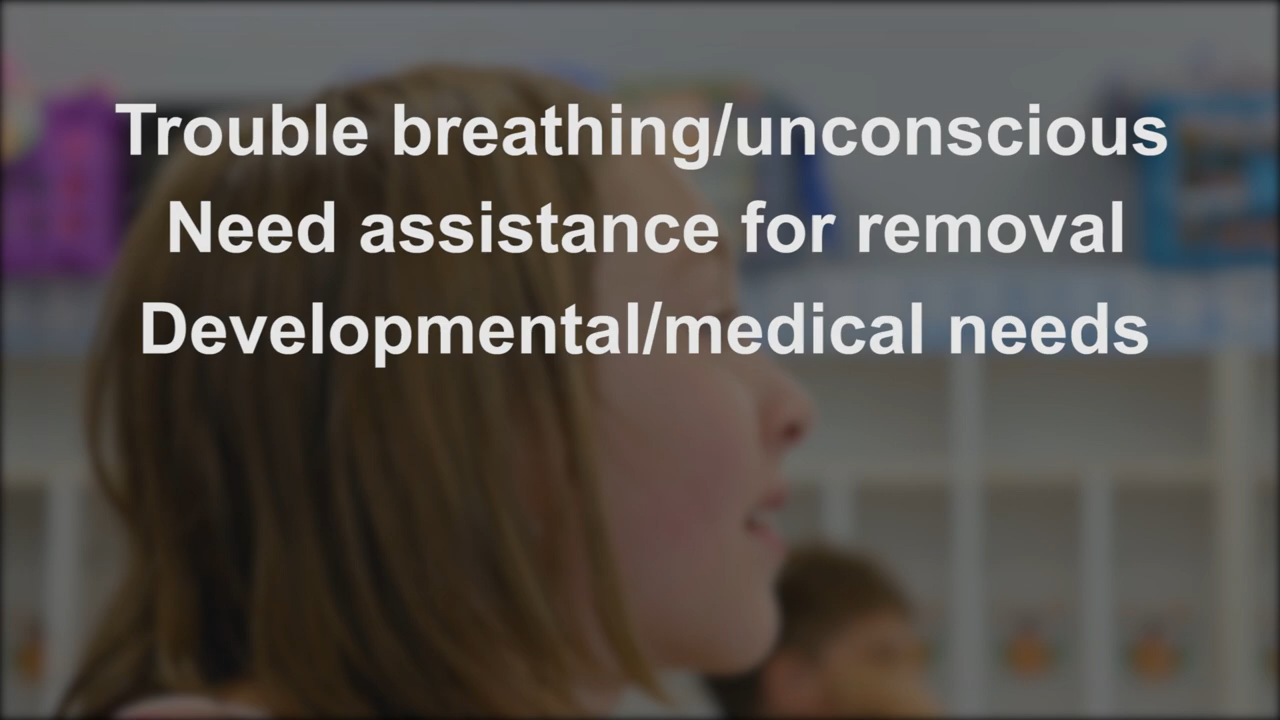 Trouble breathing/unconscious
Need assistance for removal
Developmental/medical needs